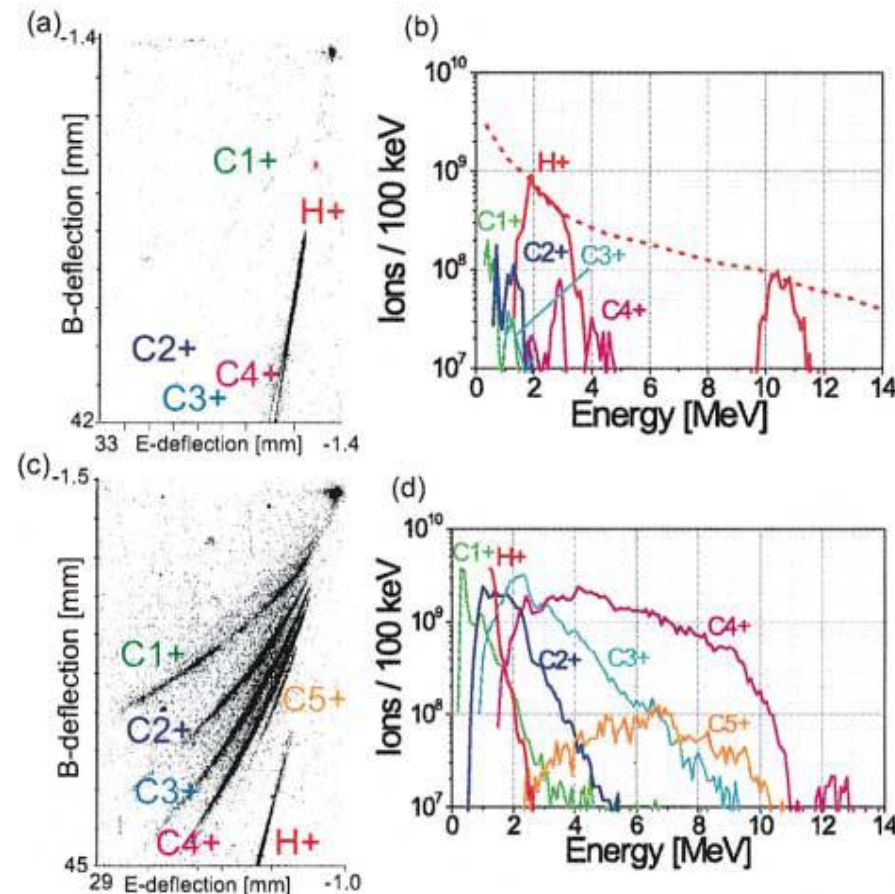 (a)
-1.4
B-deflection [mm]
C1+
H+
C2+
C4+
C3+
42
33 E-deflection [mm] -1.4
(b)
Ions / 100 keV
10^10
10^9
10^8
10^7
H+
C1+
C2+
C3+
C4+
0 2 4 6 8 10 12 14
Energy [MeV]
(c)
-1.5
B-deflection [mm]
C1+
C5+
C2+
C3+
C4+
H+
45
29 E-deflection [mm] -1.0
(d)
Ions / 100 keV
10^10
10^9
10^8
10^7
C1+
H+
C4+
C2+
C3+
C5+
0 2 4 6 8 10 12 14
Energy [MeV]